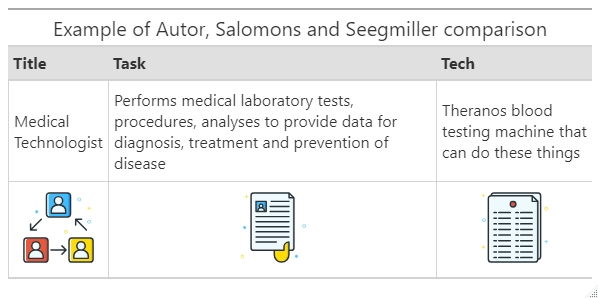 Example of Autor, Salomons and Seegmiller comparison
Title Task Tech
Medical Technologist
Performs medical laboratory tests,
procedures, analyses to provide data for
diagnosis, treatment and prevention of
disease
Theranos blood
testing machine that
can do these things